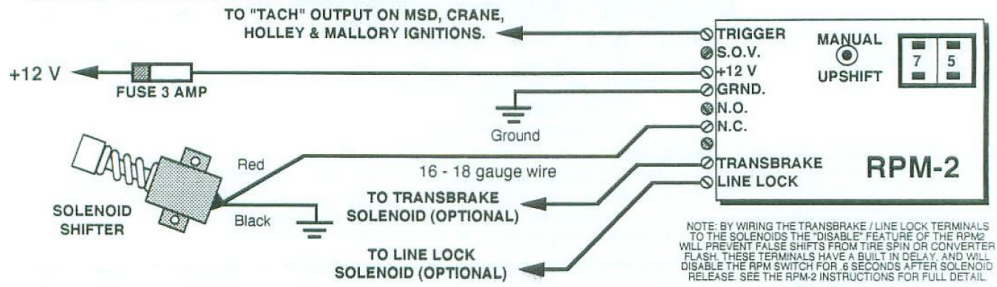 TO "TACH" OUTPUT ON MSD, CRANE,
HOLLEY & MALLORY IGNITIONS.
TRIGGER
S.O.V.
+12 V
GRND.
N.O.
N.C.
TRANSBRAKE
LINE LOCK
MANUAL
UPSHIFT
7 5
RPM-2
+12 V
FUSE 3 AMP
Ground
Red
16 - 18 gauge wire
Black
SOLENOID
SHIFTER
TO TRANSBRAKE
SOLENOID (OPTIONAL)
TO LINE LOCK
SOLENOID (OPTIONAL)
NOTE: BY WIRING THE TRANSBRAKE / LINE LOCK TERMINALS
TO THE SOLENOIDS THE "DISABLE" FEATURE OF THE RPM2
WILL PREVENT FALSE SHIFTS FROM TIRE SPIN OR CONVERTER
FLASH. THESE TERMINALS HAVE A BUILT IN DELAY, AND WILL
DISABLE THE RPM SWITCH FOR .6 SECONDS AFTER SOLENOID
RELEASE. SEE THE RPM-2 INSTRUCTIONS FOR FULL DETAIL.